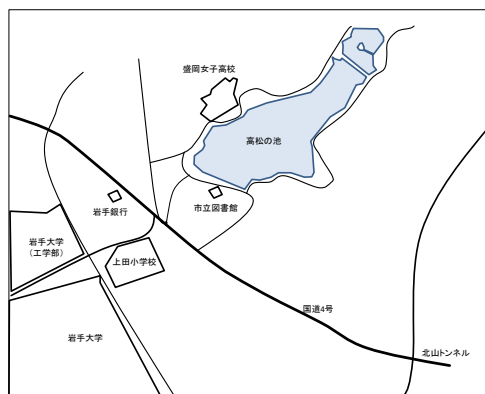 盛岡女子高校
高松の池
岩手銀行
市立図書館
岩手大学
（工学部）
上田小学校
国道4号
岩手大学
北山トンネル